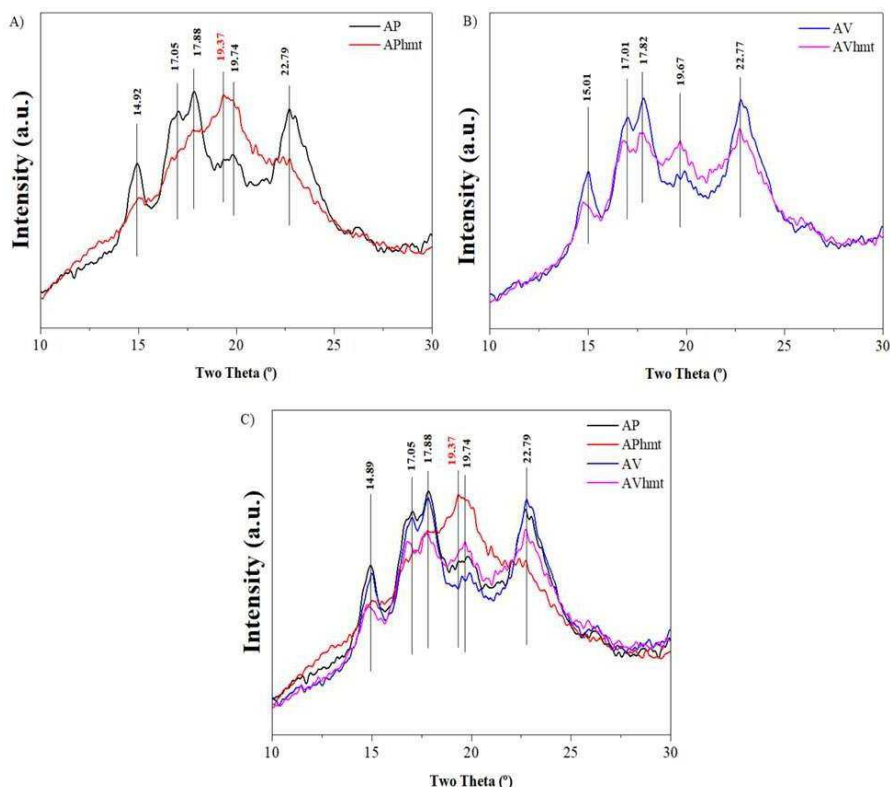 A)
14.92
17.05
17.88
19.37
19.74
22.79
AP
APhmt
Intensity (a.u.)
10
15
20
25
30
Two Theta (º)
B)
15.01
17.01
17.82
19.67
22.77
AV
AVhmt
Intensity (a.u.)
10
15
20
25
30
Two Theta (º)
C)
14.89
17.05
17.88
19.37
19.74
22.79
AP
APhmt
AV
AVhmt
Intensity (a.u.)
10
15
20
25
30
Two Theta (º)